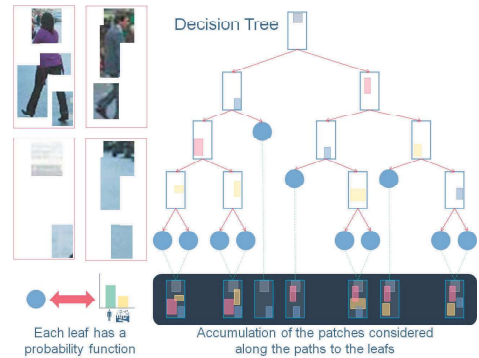 Decision Tree
Each leaf has a
probability function
Accumulation of the patches considered
along the paths to the leafs